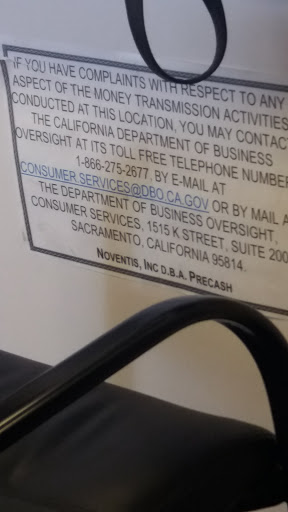 IF YOU HAVE COMPLAINTS WITH RESPECT TO ANY
ASPECT OF THE MONEY TRANSMISSION ACTIVITIES
CONDUCTED AT THIS LOCATION, YOU MAY CONTACT
THE CALIFORNIA DEPARTMENT OF BUSINESS
OVERSIGHT AT ITS TOLL FREE TELEPHONE NUMBER
1-866-275-2677, BY E-MAIL AT
CONSUMER.SERVICES@DBO.CA.GOV OR BY MAIL A
THE DEPARTMENT OF BUSINESS OVERSIGHT,
CONSUMER SERVICES, 1515 K STREET, SUITE 200
SACRAMENTO, CALIFORNIA 95814.
NOVENTIS, INC D.B.A. PRECASH